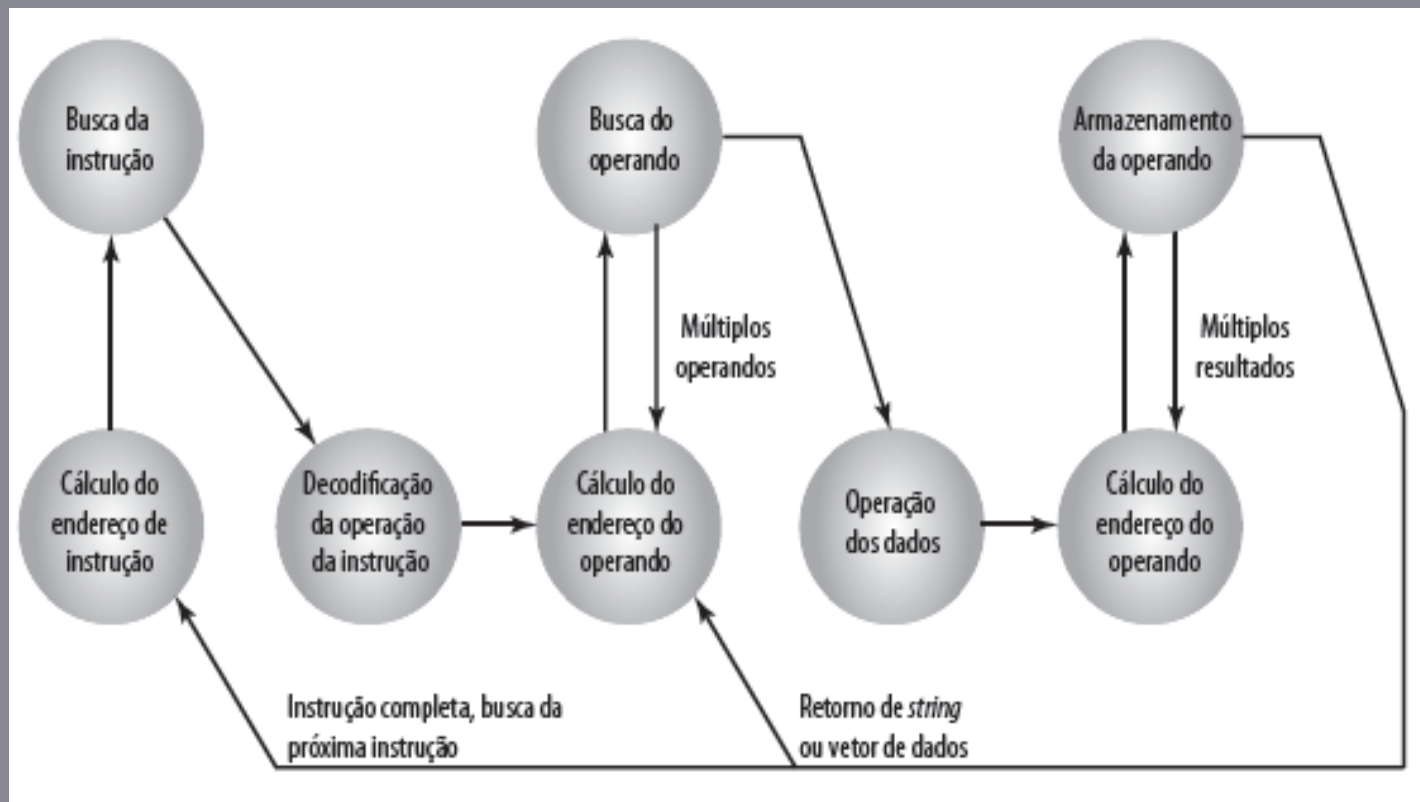 Busca da
instrução
Busca do
operando
Armazenamento
da operando
Múltiplos
operandos
Múltiplos
resultados
Cálculo do
endereço de
instrução
Decodificação
da operação
da instrução
Cálculo do
endereço do
operando
Operação
dos dados
Cálculo do
endereço do
operando
Instrução completa, busca da
próxima instrução
Retorno de string
ou vetor de dados